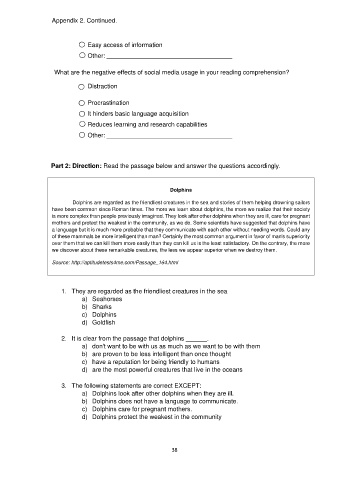 Appendix 2. Continued.
Easy access of information
Other: ____________________
What are the negative effects of social media usage in your reading comprehension?
Distraction
Procrastination
It hinders basic language acquisition
Reduces learning and research capabilities
Other: ____________________
Part 2: Direction: Read the passage below and answer the questions accordingly.
Dolphins
Dolphins are regarded as the friendliest creatures in the sea and stories of them helping drowning sailors
have been common since Roman times. The more we learn about dolphins, the more we realize that their society
is more complex than people previously imagined. They look after other dolphins when they are ill, care for pregnant
mothers and protect the weakest in the community, as we do. Some scientists have suggested that dolphins have
a language but it is much more probable that they communicate with each other without needing words. Could any
of these mammals be more intelligent than man? Certainly the most common argument in favor of man's superiority
over them that we can kill them more easily than they can kill us is the least satisfactory. On the contrary, the more
we discover about these remarkable creatures, the less we appear superior when we destroy them.
Source: http://aptitudetests4me.com/Passage_164.html
1. They are regarded as the friendliest creatures in the sea
a) Seahorses
b) Sharks
c) Dolphins
d) Goldfish
2. It is clear from the passage that dolphins ______.
a) don't want to be with us as much as we want to be with them
b) are proven to be less intelligent than once thought
c) have a reputation for being friendly to humans
d) are the most powerful creatures that live in the oceans
3. The following statements are correct EXCEPT:
a) Dolphins look after other dolphins when they are ill.
b) Dolphins does not have a language to communicate.
c) Dolphins care for pregnant mothers.
d) Dolphins protect the weakest in the community
38